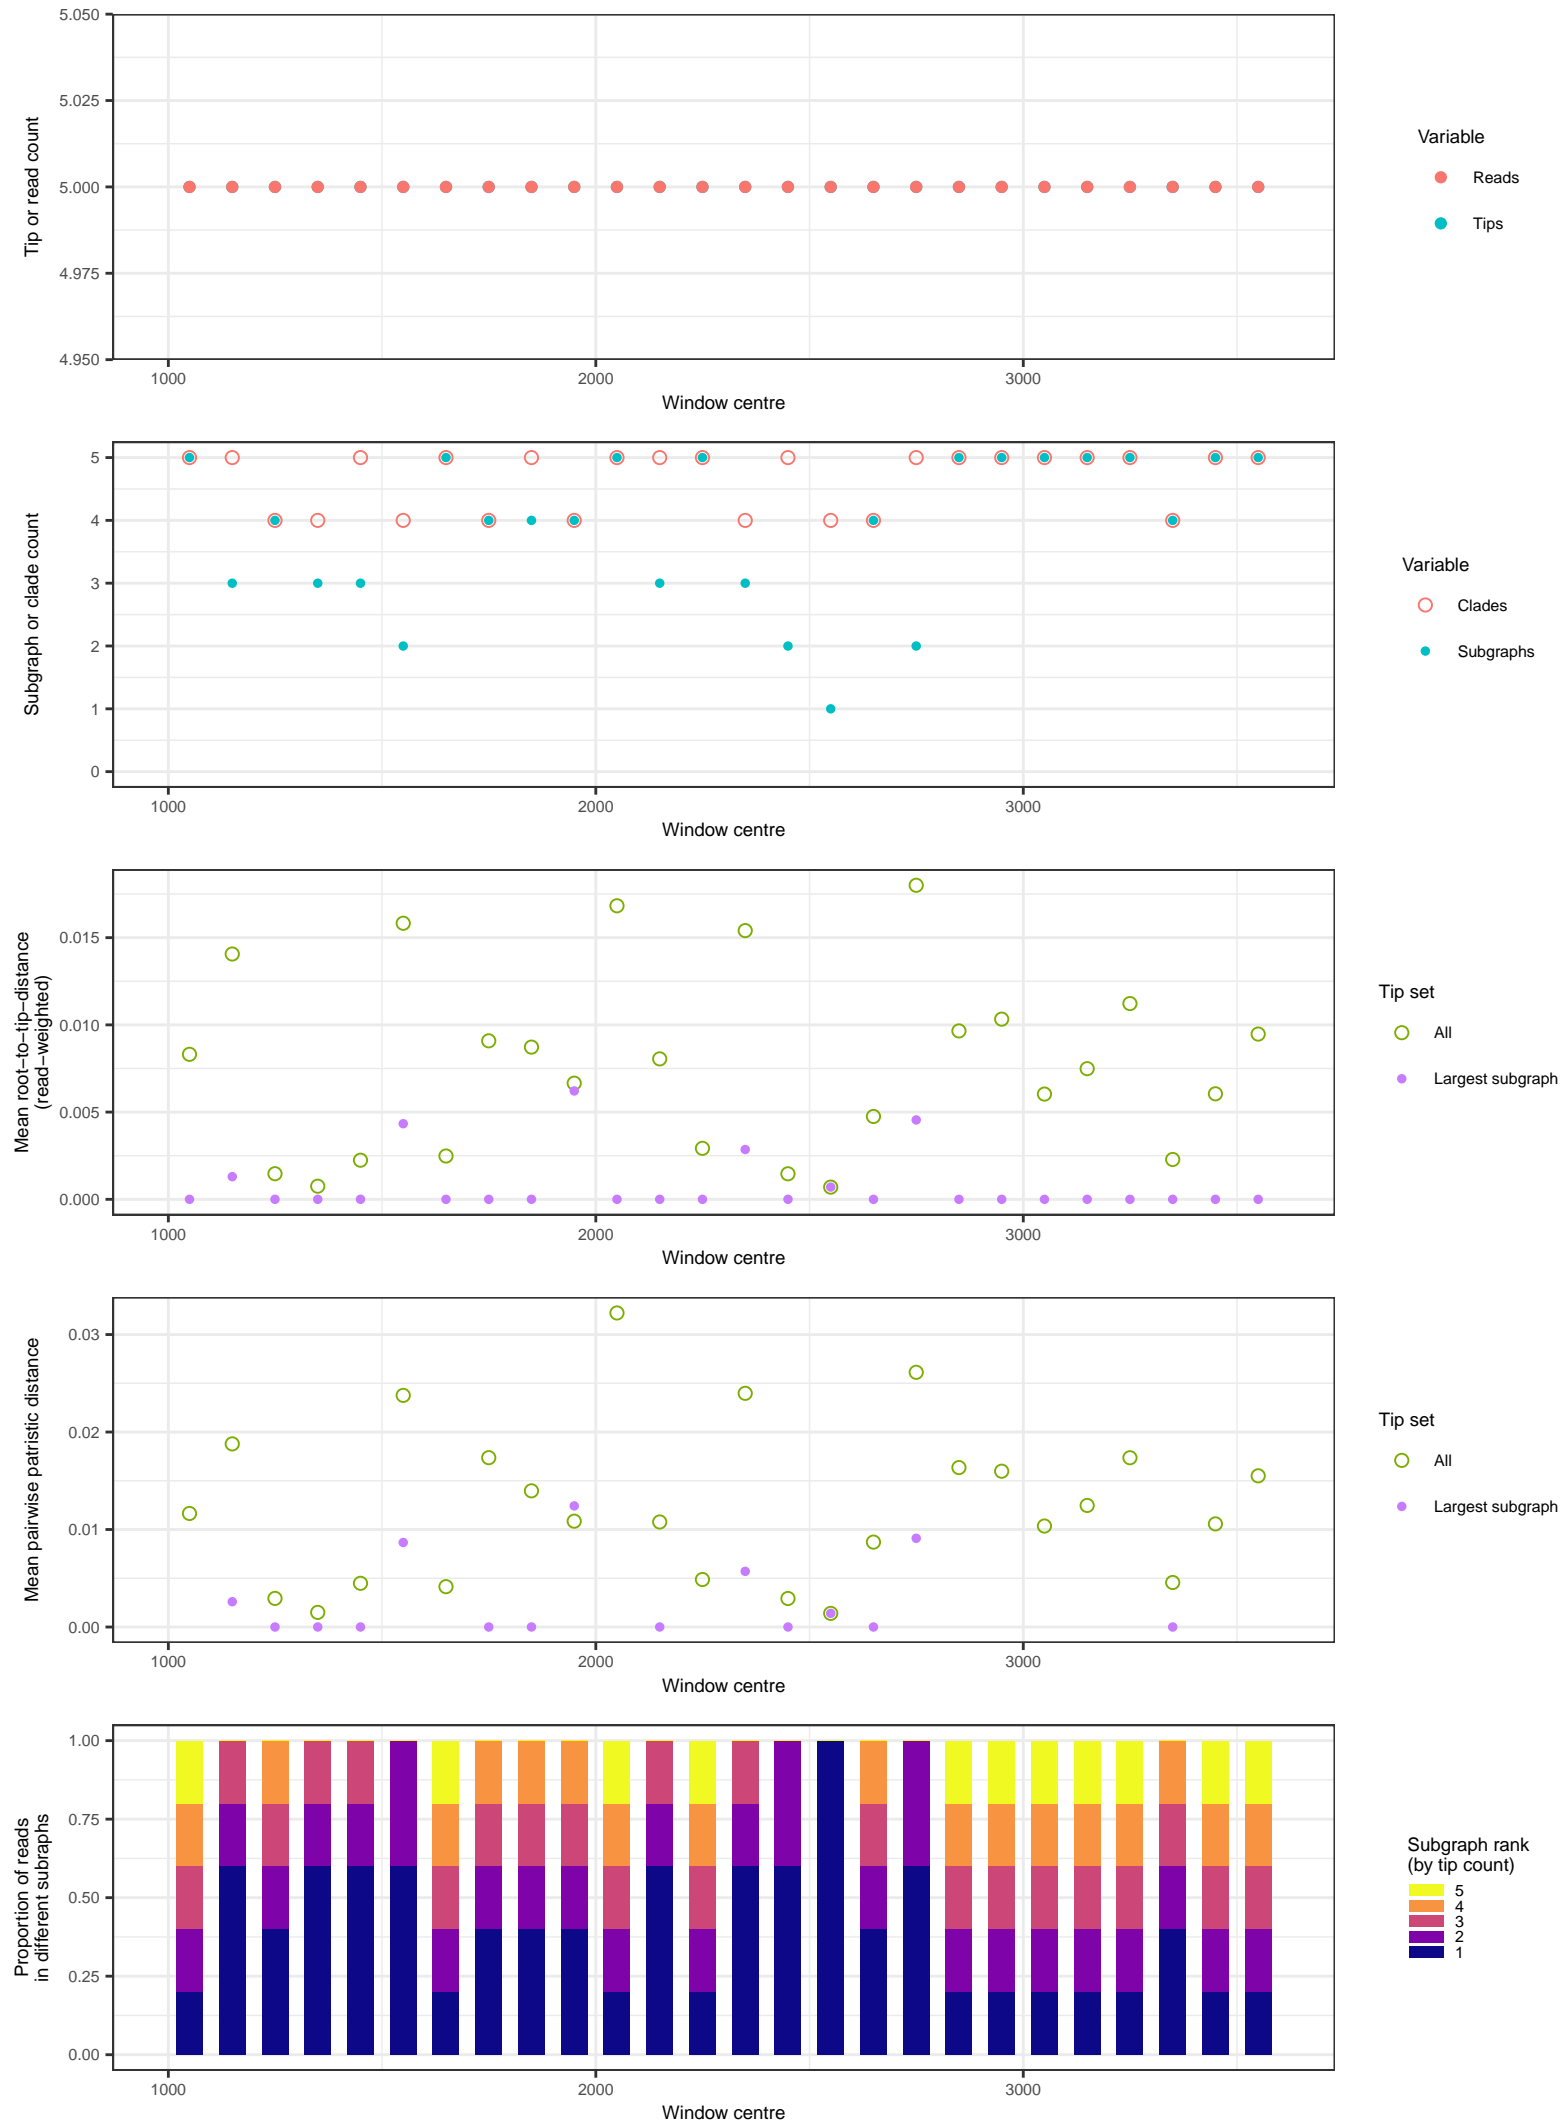 5.050
5.025
5.000
4.975
4.950
Tip or read count
1000
2000
3000
Window centre
Variable
Reads
Tips
5
4
3
2
1
0
Subgraph or clade count
1000
2000
3000
Window centre
Variable
Clades
Subgraphs
0.015
0.010
0.005
0.000
Mean root−to−tip−distance
(read−weighted)
1000
2000
3000
Window centre
Tip set
All
Largest subgraph
0.03
0.02
0.01
0.00
Mean pairwise patristic distance
1000
2000
3000
Window centre
Tip set
All
Largest subgraph
1.00
0.75
0.50
0.25
0.00
Proportion of reads
in different subraphs
1000
2000
3000
Window centre
Subgraph rank
(by tip count)
5
4
3
2
1